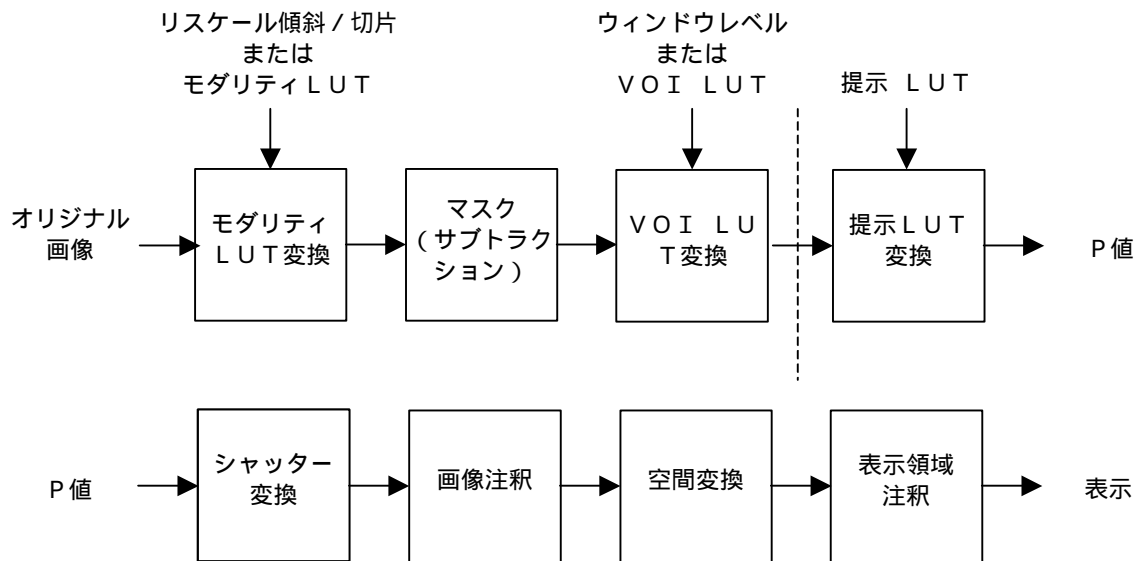 リスケール傾斜／切片
または
モダリティＬＵＴ
ウィンドウレベル
または
ＶＯＩ ＬＵＴ
提示 ＬＵＴ
オリジナル
画像
モダリティ
ＬＵＴ変換
マスク
（サブトラク
ション）
ＶＯＩ ＬＵ
Ｔ変換
提示ＬＵＴ
変換
Ｐ値
Ｐ値
シャッター
変換
画像注釈
空間変換
表示領域
注釈
表示